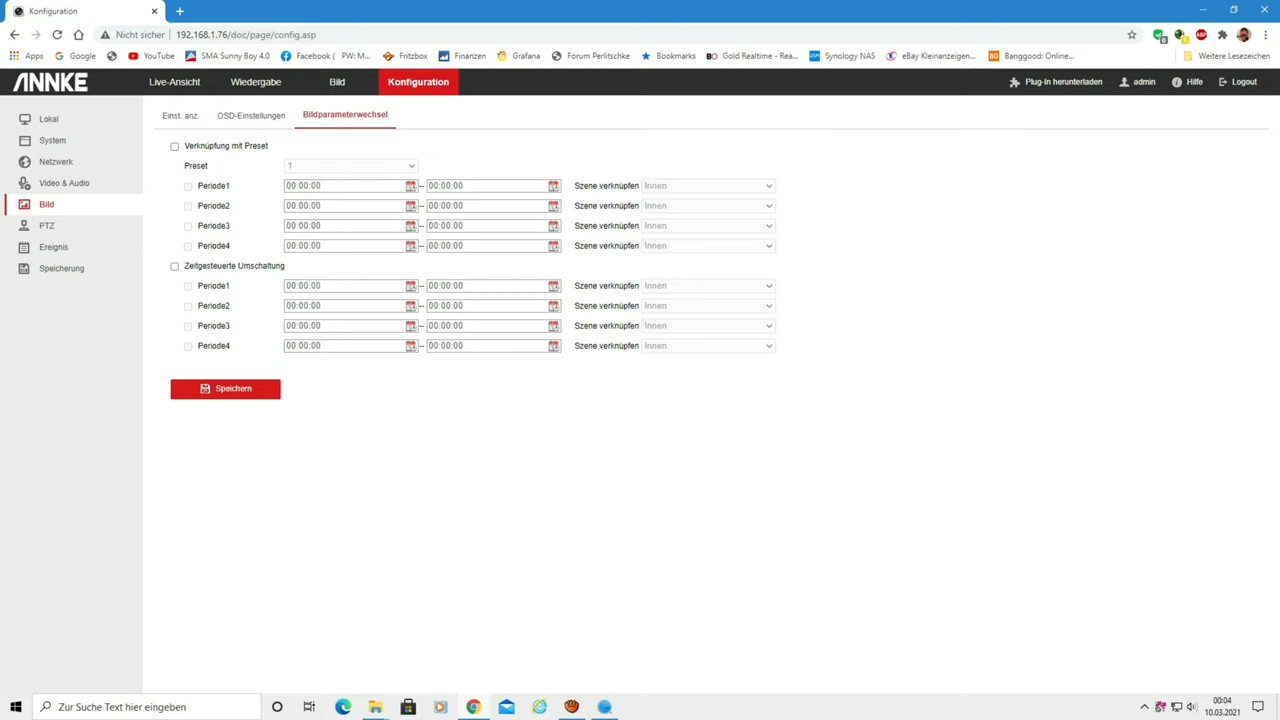 Konfiguration
Nicht sicher 192.168.1.76/doc/page/config.asp
Apps Google YouTube SMA Sunny Boy 4.0 Facebook ( PW: M... Fritzbox Finanzen Grafana Forum Perlitschke Bookmarks Gold Realtime - Rea... Synology NAS eBay Kleinanzeigen... Banggood: Online... Weitere Lesezeichen
ANNKE Live-Ansicht Wiedergabe Bild Konfiguration Plug-In herunterladen admin Hilfe Logout
Lokal
System
Netzwerk
Video & Audio
Bild
PTZ
Ereignis
Speicherung
Einst. anz. OSD-Einstellungen Bildparameterwechsel
Verknüpfung mit Preset
Preset 1
Periode1 00:00:00 -- 00:00:00 Szene verknüpfen Innen
Periode2 00:00:00 -- 00:00:00 Szene verknüpfen Innen
Periode3 00:00:00 -- 00:00:00 Szene verknüpfen Innen
Periode4 00:00:00 -- 00:00:00 Szene verknüpfen Innen
Zeitgesteuerte Umschaltung
Periode1 00:00:00 -- 00:00:00 Szene verknüpfen Innen
Periode2 00:00:00 -- 00:00:00 Szene verknüpfen Innen
Periode3 00:00:00 -- 00:00:00 Szene verknüpfen Innen
Periode4 00:00:00 -- 00:00:00 Szene verknüpfen Innen
Speichern
Zur Suche Text hier eingeben
00:04
10.03.2021